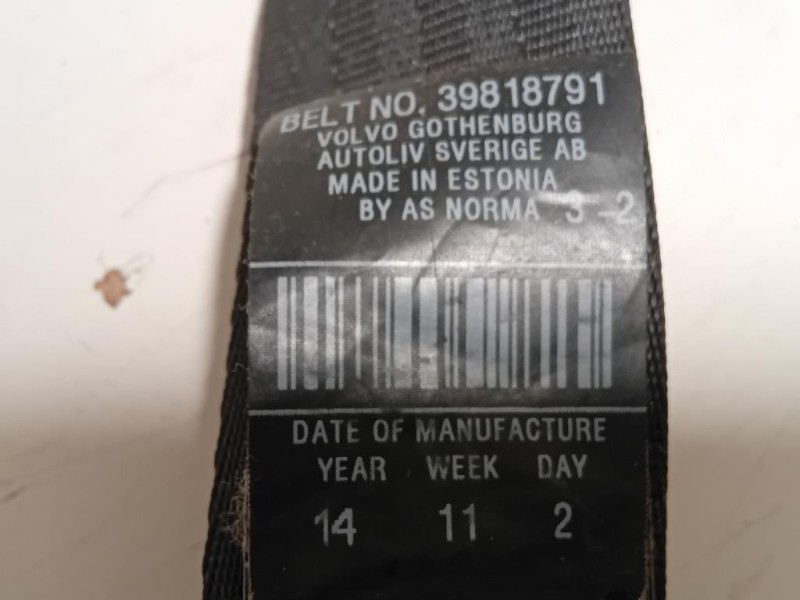 BELT NO. 39818791
VOLVO GOTHENBURG
AUTOLIV SVERIGE AB
MADE IN ESTONIA
BY AS NORMA 3-2
DATE OF MANUFACTURE
YEAR WEEK DAY
14 11 2